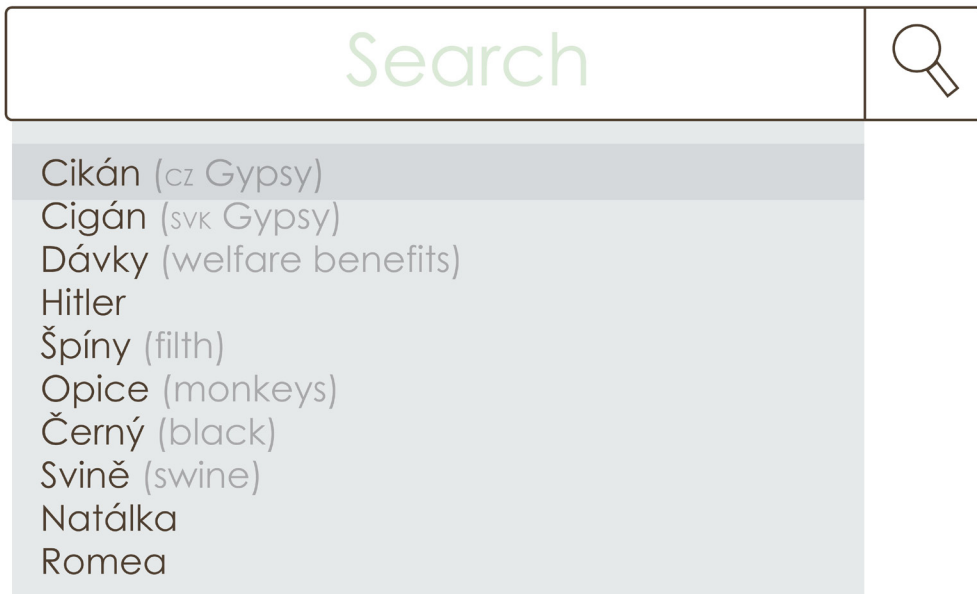 Search
Cikán (cz Gypsy)
Cigán (svk Gypsy)
Dávky (welfare benefits)
Hitler
Špíny (filth)
Opice (monkeys)
Černý (black)
Svině (swine)
Natálka
Romea